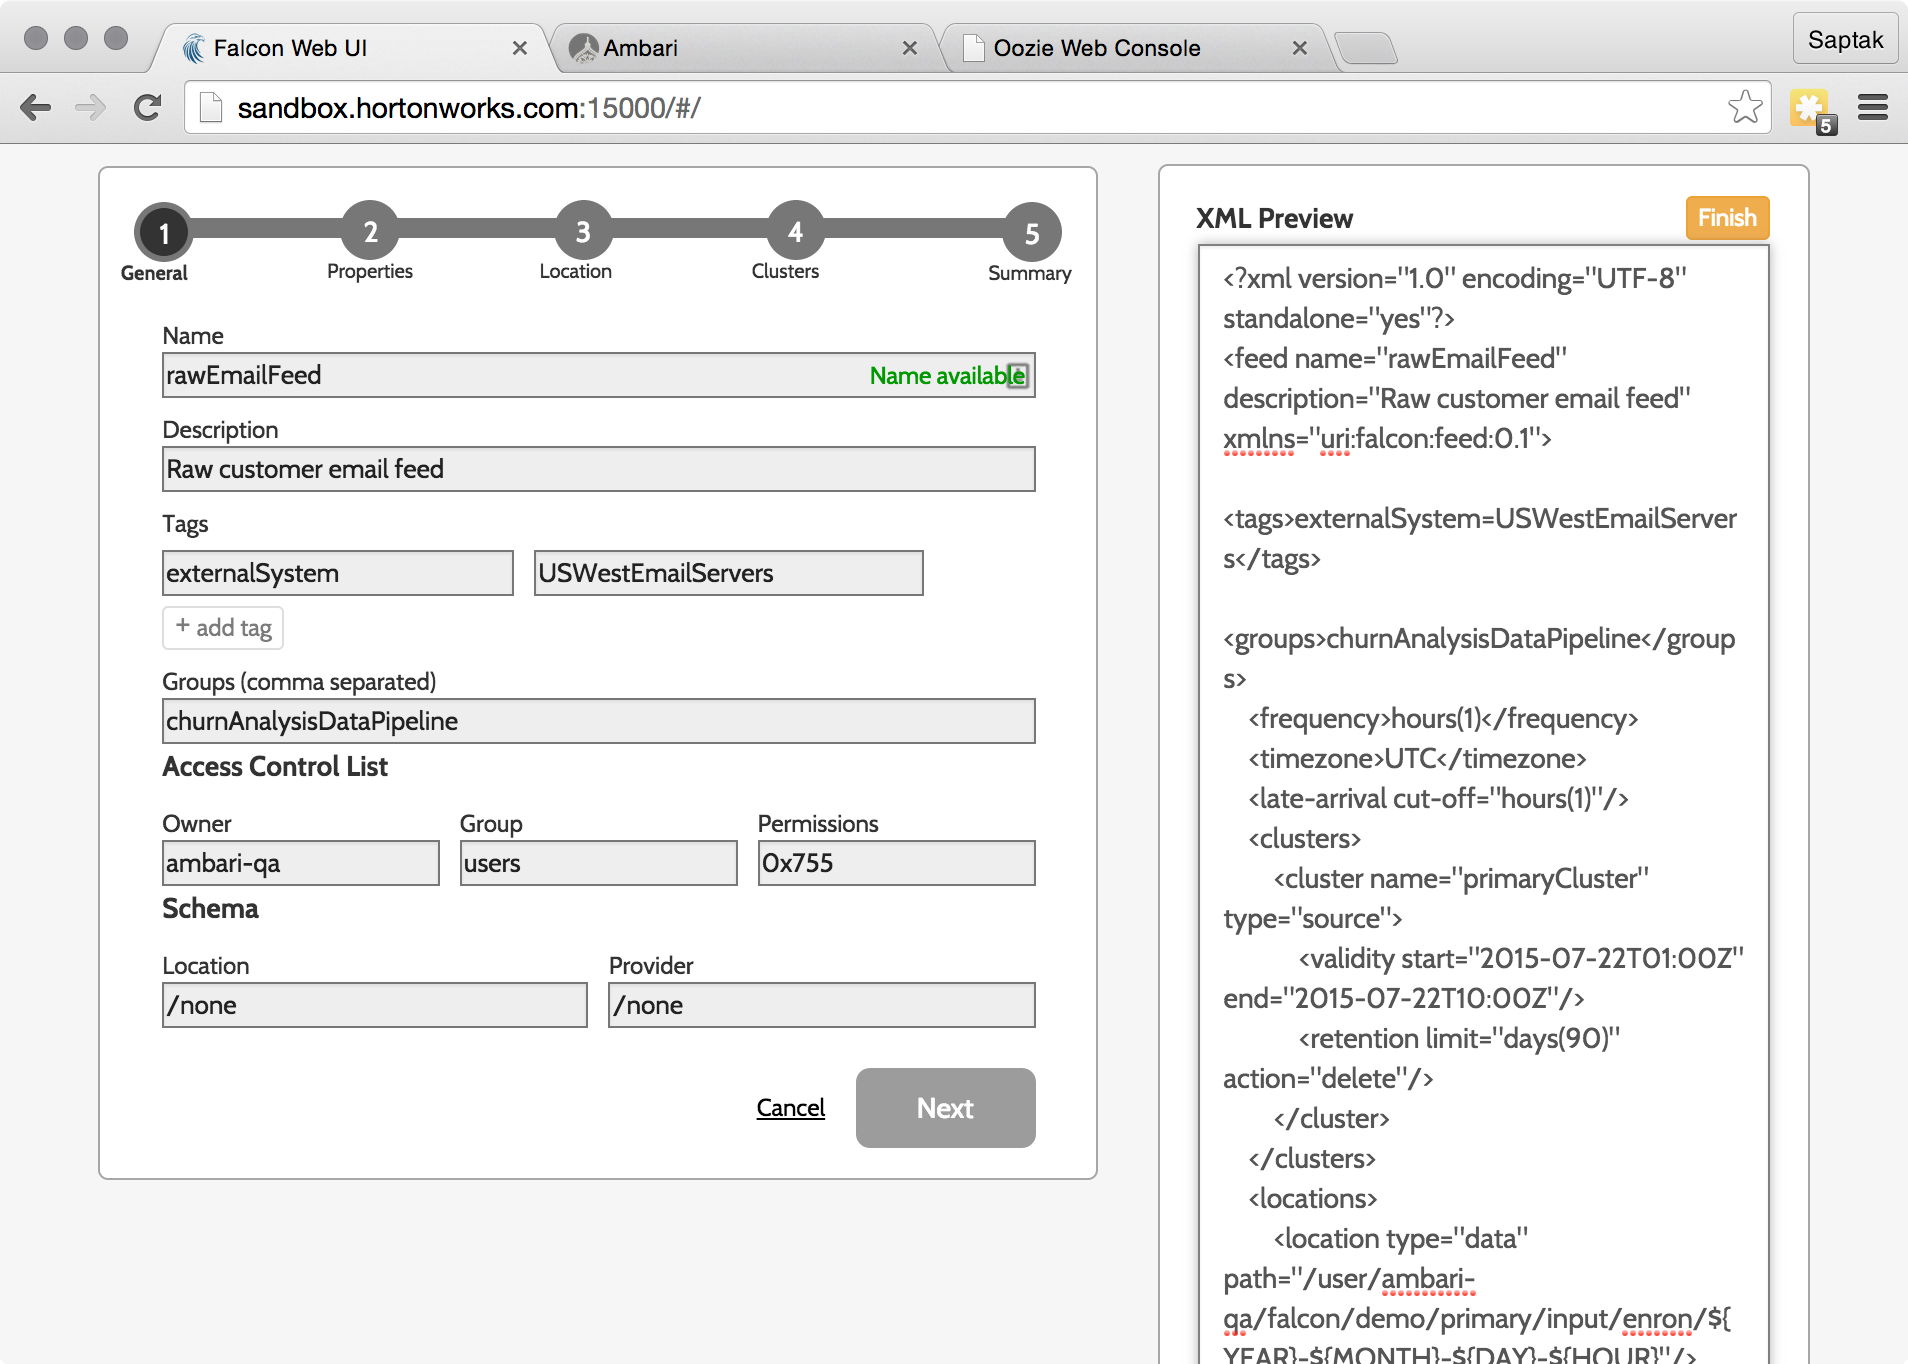 Falcon Web UI
Ambari
Oozie Web Console
Saptak
sandbox.hortonworks.com:15000/#/
5
1
2
3
4
5
General
Properties
Location
Clusters
Summary
Name
rawEmailFeed
Name available
Description
Raw customer email feed
Tags
externalSystem
USWestEmailServers
+ add tag
Groups (comma separated)
churnAnalysisDataPipeline
Access Control List
Owner
Group
Permissions
ambari-qa
users
0x755
Schema
Location
Provider
/none
/none
Cancel
Next
XML Preview
Finish
<?xml version="1.0" encoding="UTF-8"
standalone="yes"?>
<feed name="rawEmailFeed"
description="Raw customer email feed"
xmlns="uri:falcon:feed:0.1">
<tags>externalSystem=USWestEmailServer
s</tags>
<groups>churnAnalysisDataPipeline</group
s>
<frequency>hours(1)</frequency>
<timezone>UTC</timezone>
<late-arrival cut-off="hours(1)"/>
<clusters>
<cluster name="primaryCluster"
type="source">
<validity start="2015-07-22T01:00Z"
end="2015-07-22T10:00Z"/>
<retention limit="days(90)"
action="delete"/>
</cluster>
</clusters>
<locations>
<location type="data"
path="/user/ambari-
qa/falcon/demo/primary/input/enron/${
YEAR}-${MONTH}-${DAY}-${HOUR}"/>